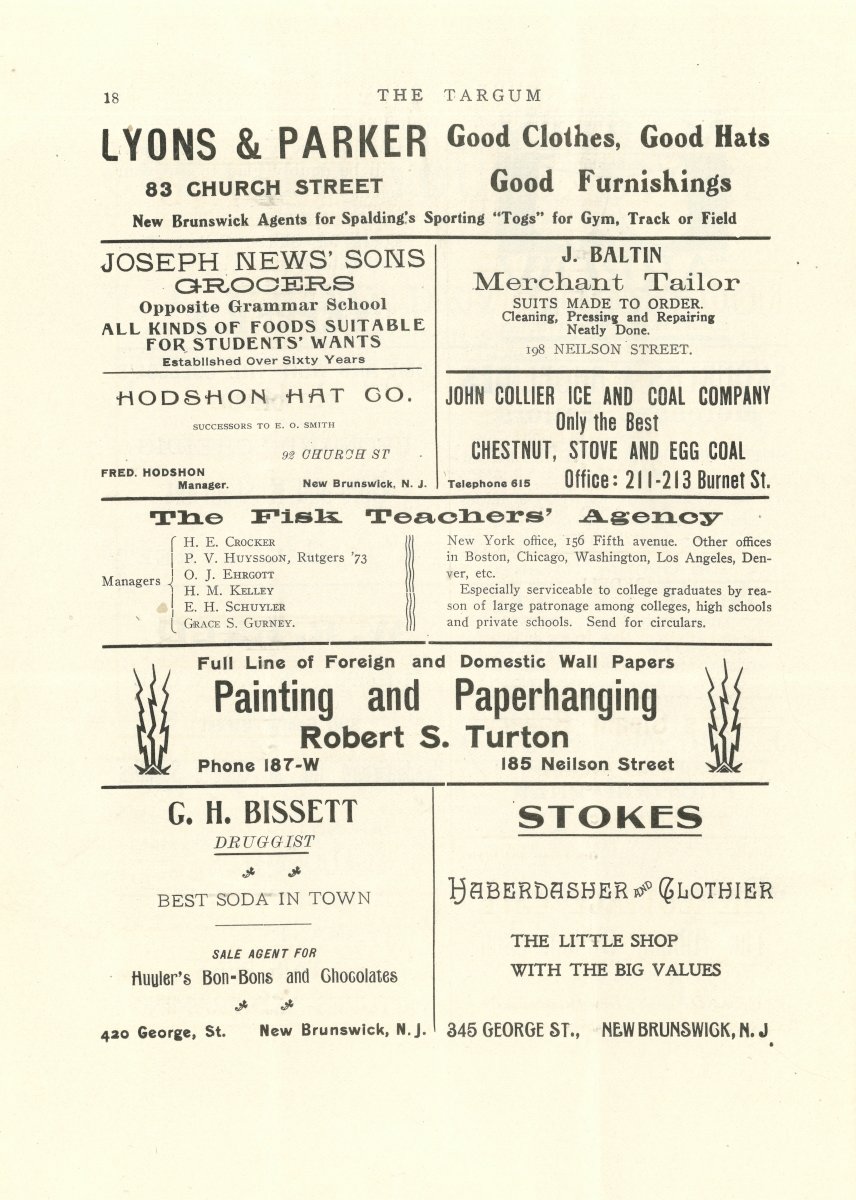 18
THE TARGUM
LYONS & PARKER
83 CHURCH STREET
Good Clothes, Good Hats
Good Furnishings
New Brunswick Agents for Spalding's Sporting "Togs" for Gym, Track or Field
JOSEPH NEWS' SONS
GROCERS
Opposite Grammar School
ALL KINDS OF FOODS SUITABLE
FOR STUDENTS' WANTS
Established Over Sixty Years
J. BALTIN
Merchant Tailor
SUITS MADE TO ORDER.
Cleaning, Pressing and Repairing
Neatly Done.
198 NEILSON STREET.
HODSHON HAT CO.
SUCCESSORS TO E. O. SMITH
92 CHURCH ST
FRED. HODSHON
Manager. New Brunswick, N. J.
JOHN COLLIER ICE AND COAL COMPANY
Only the Best
CHESTNUT, STOVE AND EGG COAL
Telephone 615 Office: 211-213 Burnet St.
The Fisk Teachers' Agency
Managers
H. E. CROCKER
P. V. HUYSSOON, Rutgers '73
O. J. EHRGOTT
H. M. KELLEY
E. H. SCHUYLER
GRACE S. GURNEY.
New York office, 156 Fifth avenue. Other offices
in Boston, Chicago, Washington, Los Angeles, Den-
ver, etc.
Especially serviceable to college graduates by rea-
son of large patronage among colleges, high schools
and private schools. Send for circulars.
Full Line of Foreign and Domestic Wall Papers
Painting and Paperhanging
Robert S. Turton
Phone 187-W 185 Neilson Street
G. H. BISSETT
DRUGGIST
BEST SODA IN TOWN
SALE AGENT FOR
Huyler's Bon-Bons and Chocolates
420 George, St. New Brunswick, N. J.
STOKES
HABERDASHER AND CLOTHIER
THE LITTLE SHOP
WITH THE BIG VALUES
345 GEORGE ST., NEW BRUNSWICK, N. J.